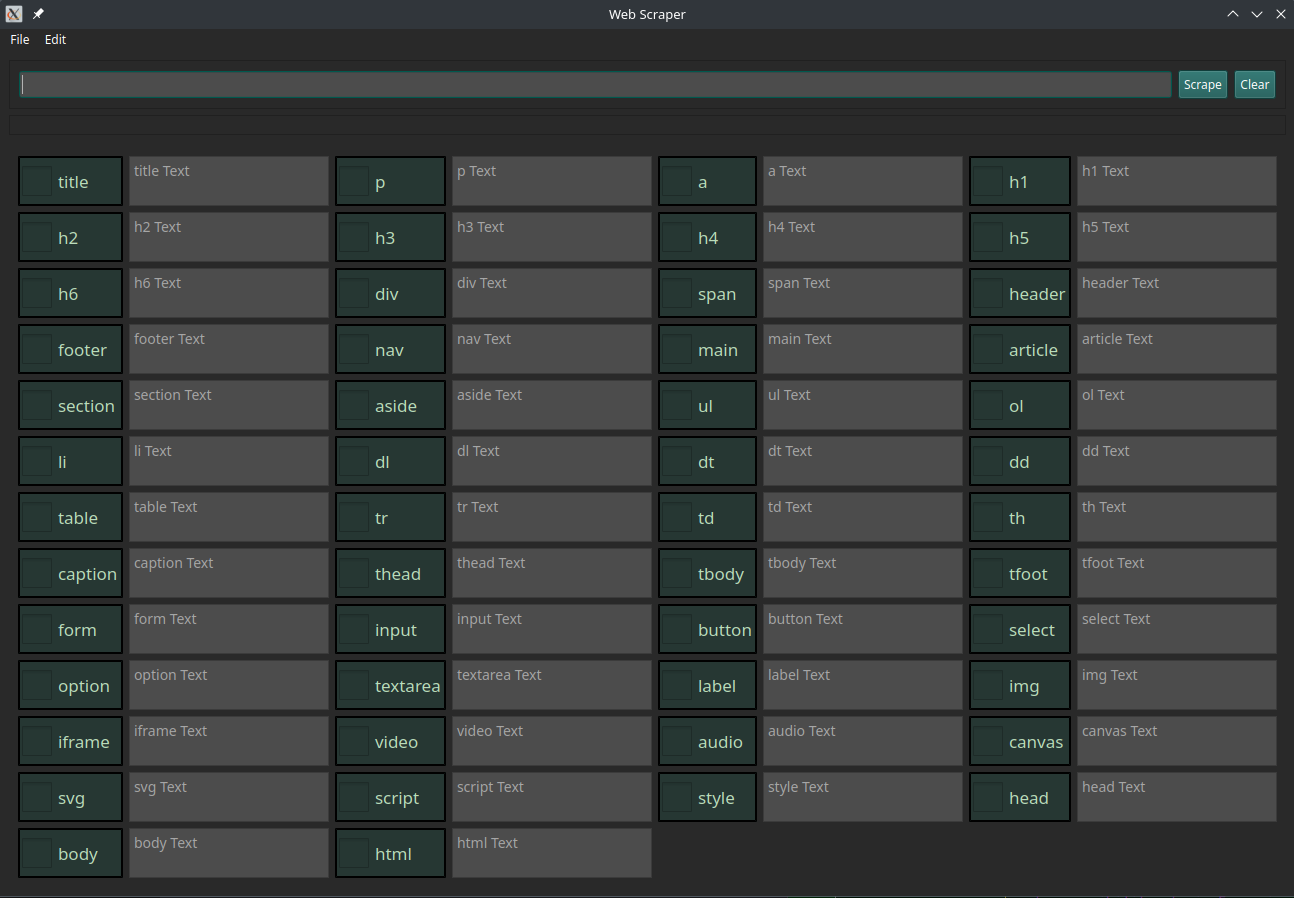 Web Scraper
File Edit
Scrape Clear
title title Text p p Text a a Text h1 h1 Text
h2 h2 Text h3 h3 Text h4 h4 Text h5 h5 Text
h6 h6 Text div div Text span span Text header header Text
footer footer Text nav nav Text main main Text article article Text
section section Text aside aside Text ul ul Text ol ol Text
li li Text dl dl Text dt dt Text dd dd Text
table table Text tr tr Text td td Text th th Text
caption caption Text thead thead Text tbody tbody Text tfoot tfoot Text
form form Text input input Text button button Text select select Text
option option Text textarea textarea Text label label Text img img Text
iframe iframe Text video video Text audio audio Text canvas canvas Text
svg svg Text script script Text style style Text head head Text
body body Text html html Text